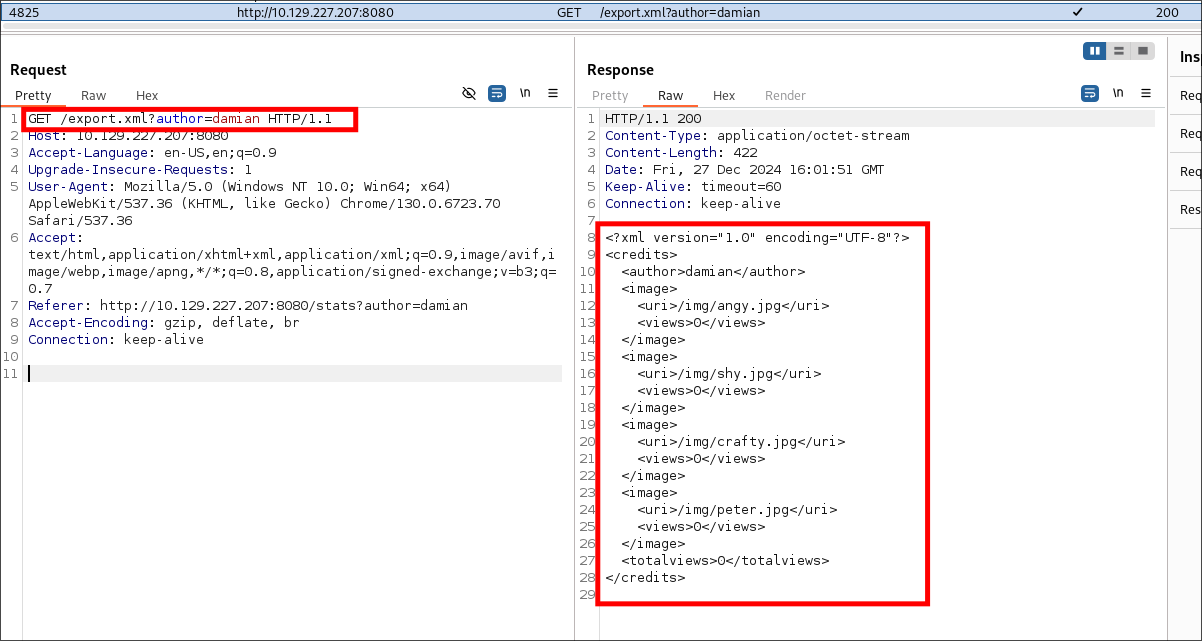 4825 http://10.129.227.207:8080 GET /export.xml?author=damian 200
Request
Pretty Raw Hex \n
1 GET /export.xml?author=damian HTTP/1.1
2 Host: 10.129.227.207:8080
3 Accept-Language: en-US,en;q=0.9
4 Upgrade-Insecure-Requests: 1
5 User-Agent: Mozilla/5.0 (Windows NT 10.0; Win64; x64)
AppleWebKit/537.36 (KHTML, like Gecko) Chrome/130.0.6723.70
Safari/537.36
6 Accept:
text/html,application/xhtml+xml,application/xml;q=0.9,image/avif,i
mage/webp,image/apng,*/*;q=0.8,application/signed-exchange;v=b3;q=
0.7
7 Referer: http://10.129.227.207:8080/stats?author=damian
8 Accept-Encoding: gzip, deflate, br
9 Connection: keep-alive
10
11
Response
Pretty Raw Hex Render \n
1 HTTP/1.1 200
2 Content-Type: application/octet-stream
3 Content-Length: 422
4 Date: Fri, 27 Dec 2024 16:01:51 GMT
5 Keep-Alive: timeout=60
6 Connection: keep-alive
7
8 <?xml version="1.0" encoding="UTF-8"?>
9 <credits>
10 <author>damian</author>
11 <image>
12 <uri>/img/angy.jpg</uri>
13 <views>0</views>
14 </image>
15 <image>
16 <uri>/img/shy.jpg</uri>
17 <views>0</views>
18 </image>
19 <image>
20 <uri>/img/crafty.jpg</uri>
21 <views>0</views>
22 </image>
23 <image>
24 <uri>/img/peter.jpg</uri>
25 <views>0</views>
26 </image>
27 <totalviews>0</totalviews>
28 </credits>
29
Ins
Req
Req
Req
Res